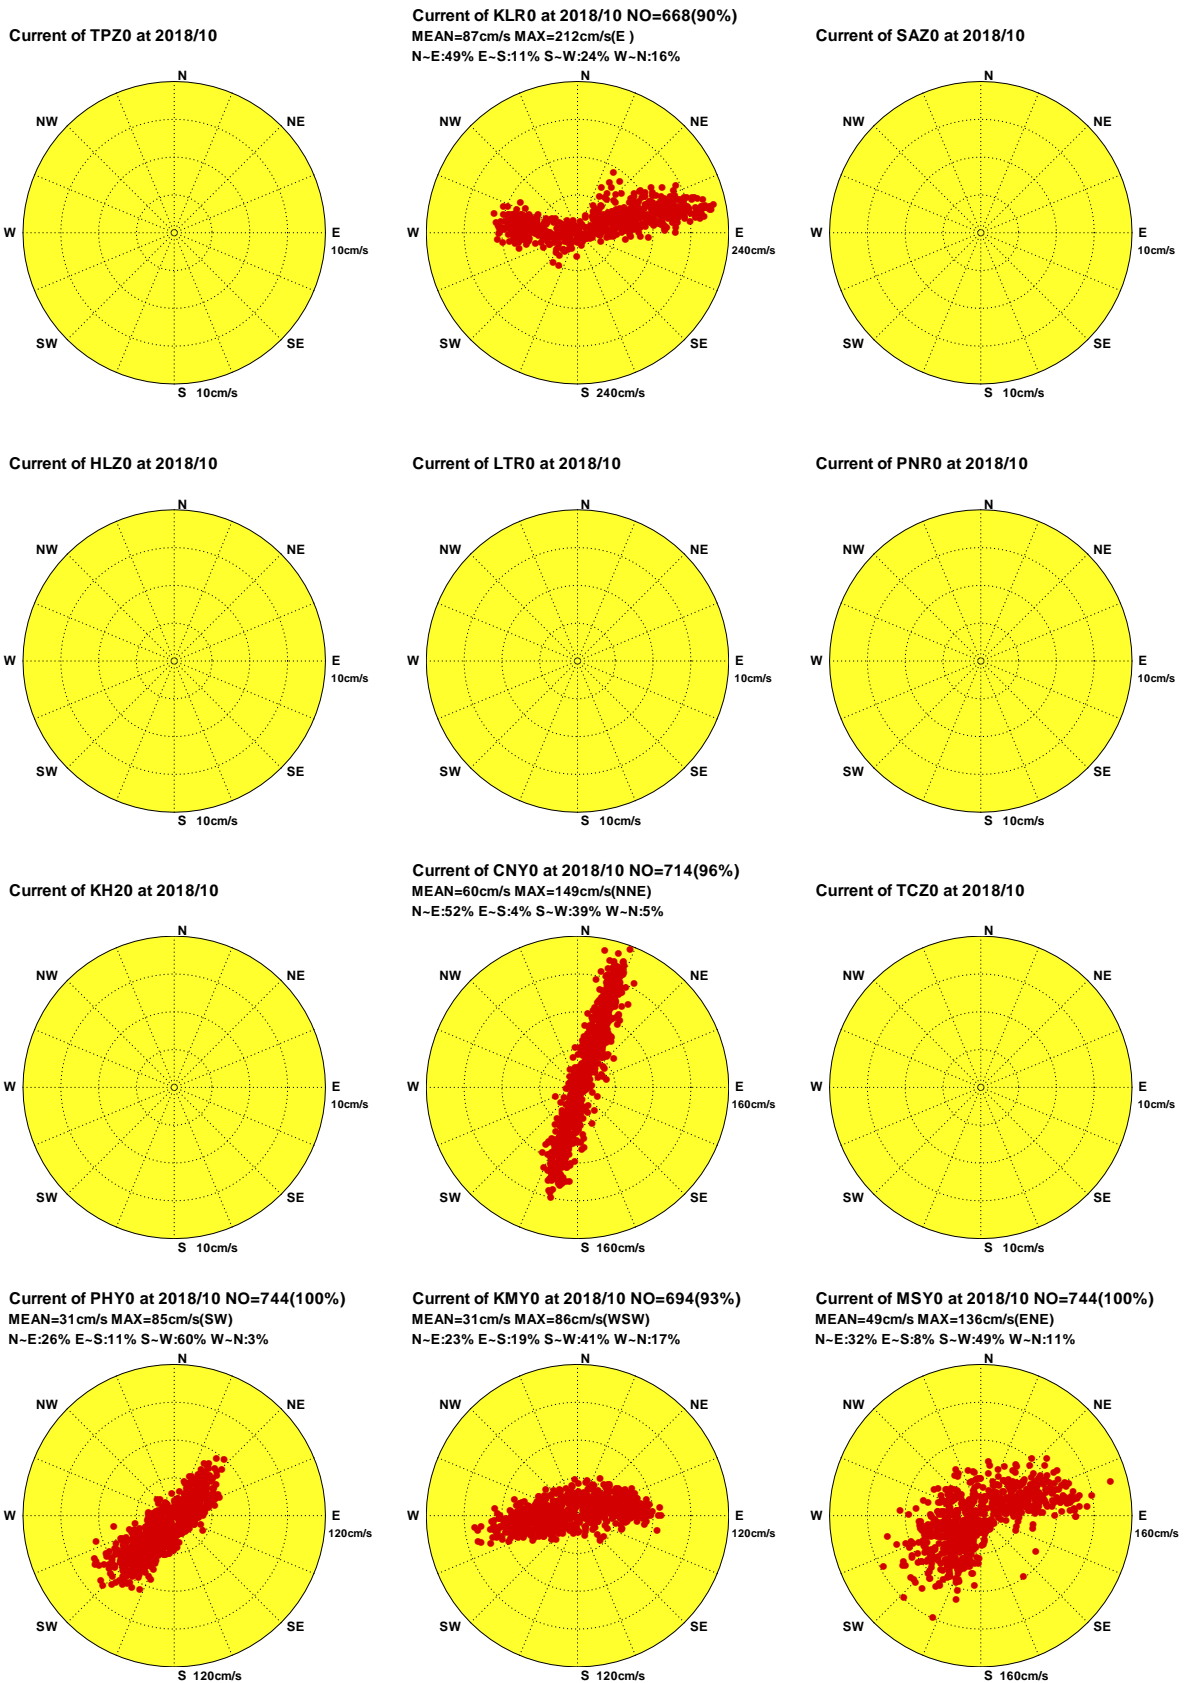 Current of TPZ0 at 2018/10
N
NW
NE
W
E
10cm/s
SW
SE
S 10cm/s
Current of KLR0 at 2018/10 NO=668(90%)
MEAN=87cm/s MAX=212cm/s(E )
N~E:49% E~S:11% S~W:24% W~N:16%
N
NW
NE
W
E
240cm/s
SW
SE
S 240cm/s
Current of SAZ0 at 2018/10
N
NW
NE
W
E
10cm/s
SW
SE
S 10cm/s
Current of HLZ0 at 2018/10
N
NW
NE
W
E
10cm/s
SW
SE
S 10cm/s
Current of LTR0 at 2018/10
N
NW
NE
W
E
10cm/s
SW
SE
S 10cm/s
Current of PNR0 at 2018/10
N
NW
NE
W
E
10cm/s
SW
SE
S 10cm/s
Current of KH20 at 2018/10
N
NW
NE
W
E
10cm/s
SW
SE
S 10cm/s
Current of CNY0 at 2018/10 NO=714(96%)
MEAN=60cm/s MAX=149cm/s(NNE)
N~E:52% E~S:4% S~W:39% W~N:5%
N
NW
NE
W
E
160cm/s
SW
SE
S 160cm/s
Current of TCZ0 at 2018/10
N
NW
NE
W
E
10cm/s
SW
SE
S 10cm/s
Current of PHY0 at 2018/10 NO=744(100%)
MEAN=31cm/s MAX=85cm/s(SW)
N~E:26% E~S:11% S~W:60% W~N:3%
N
NW
NE
W
E
120cm/s
SW
SE
S 120cm/s
Current of KMY0 at 2018/10 NO=694(93%)
MEAN=31cm/s MAX=86cm/s(WSW)
N~E:23% E~S:19% S~W:41% W~N:17%
N
NW
NE
W
E
120cm/s
SW
SE
S 120cm/s
Current of MSY0 at 2018/10 NO=744(100%)
MEAN=49cm/s MAX=136cm/s(ENE)
N~E:32% E~S:8% S~W:49% W~N:11%
N
NW
NE
W
E
160cm/s
SW
SE
S 160cm/s